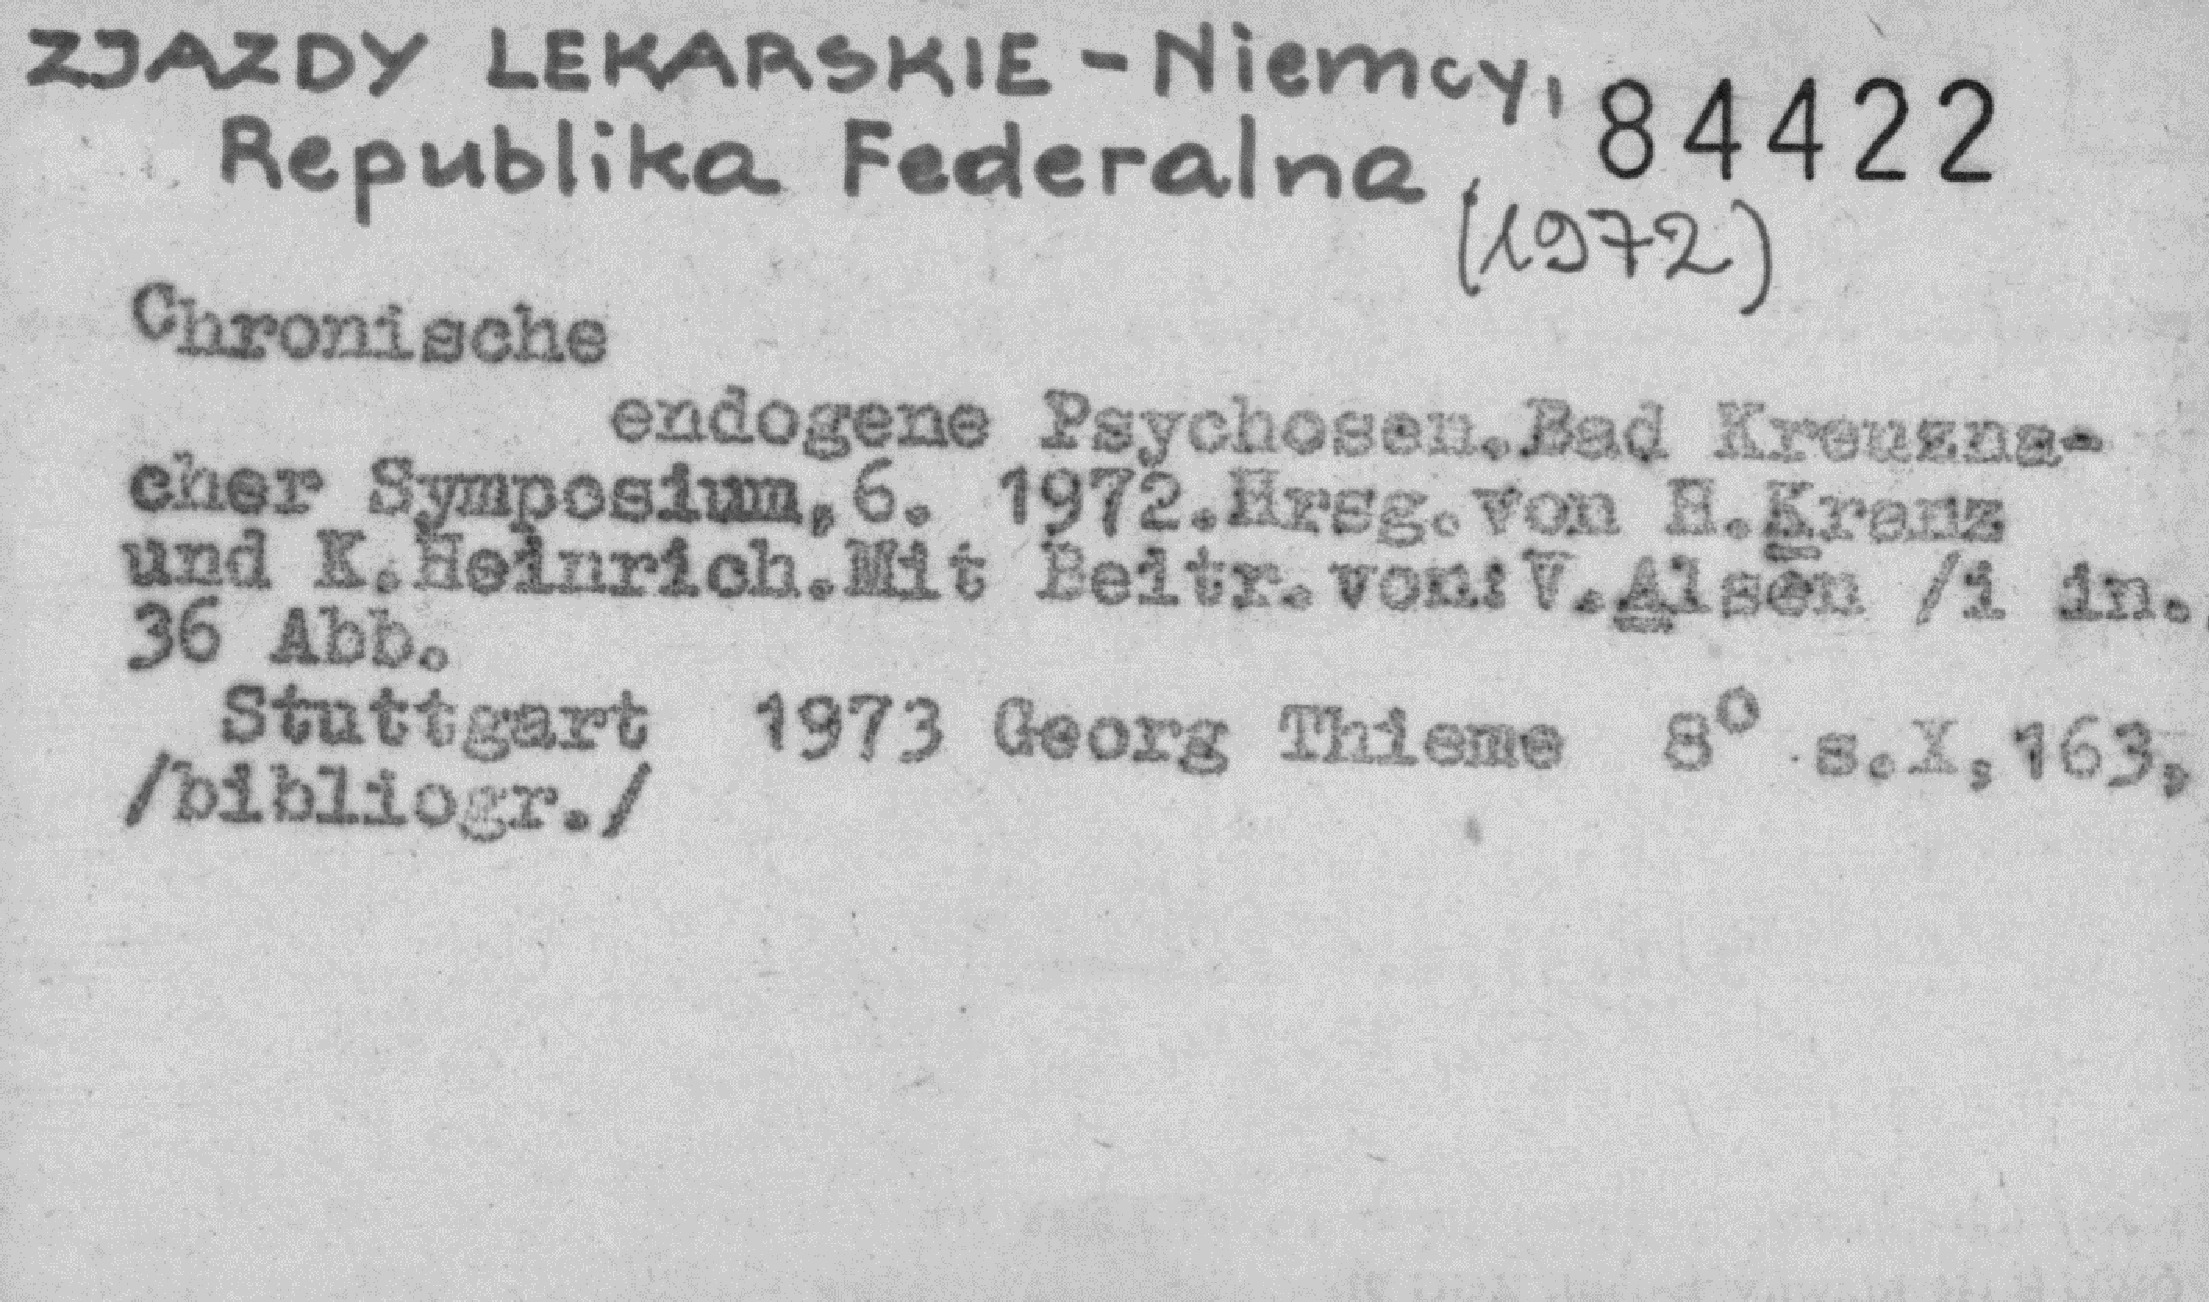 ZJAZDY LEKARSKIE - Niemcy, 84422
Republika Federalna
(1972)
Chronische
endogene Psychosen.Bad Kreuzna-
cher Symposium,6. 1972.Hrsg.von H.Kranz
und K.Heinrich.Mit Beitr.von:V.Alsen /i in.
36 Abb.
Stuttgart 1973 Georg Thieme 8° s.X,163,
/bibliogr./